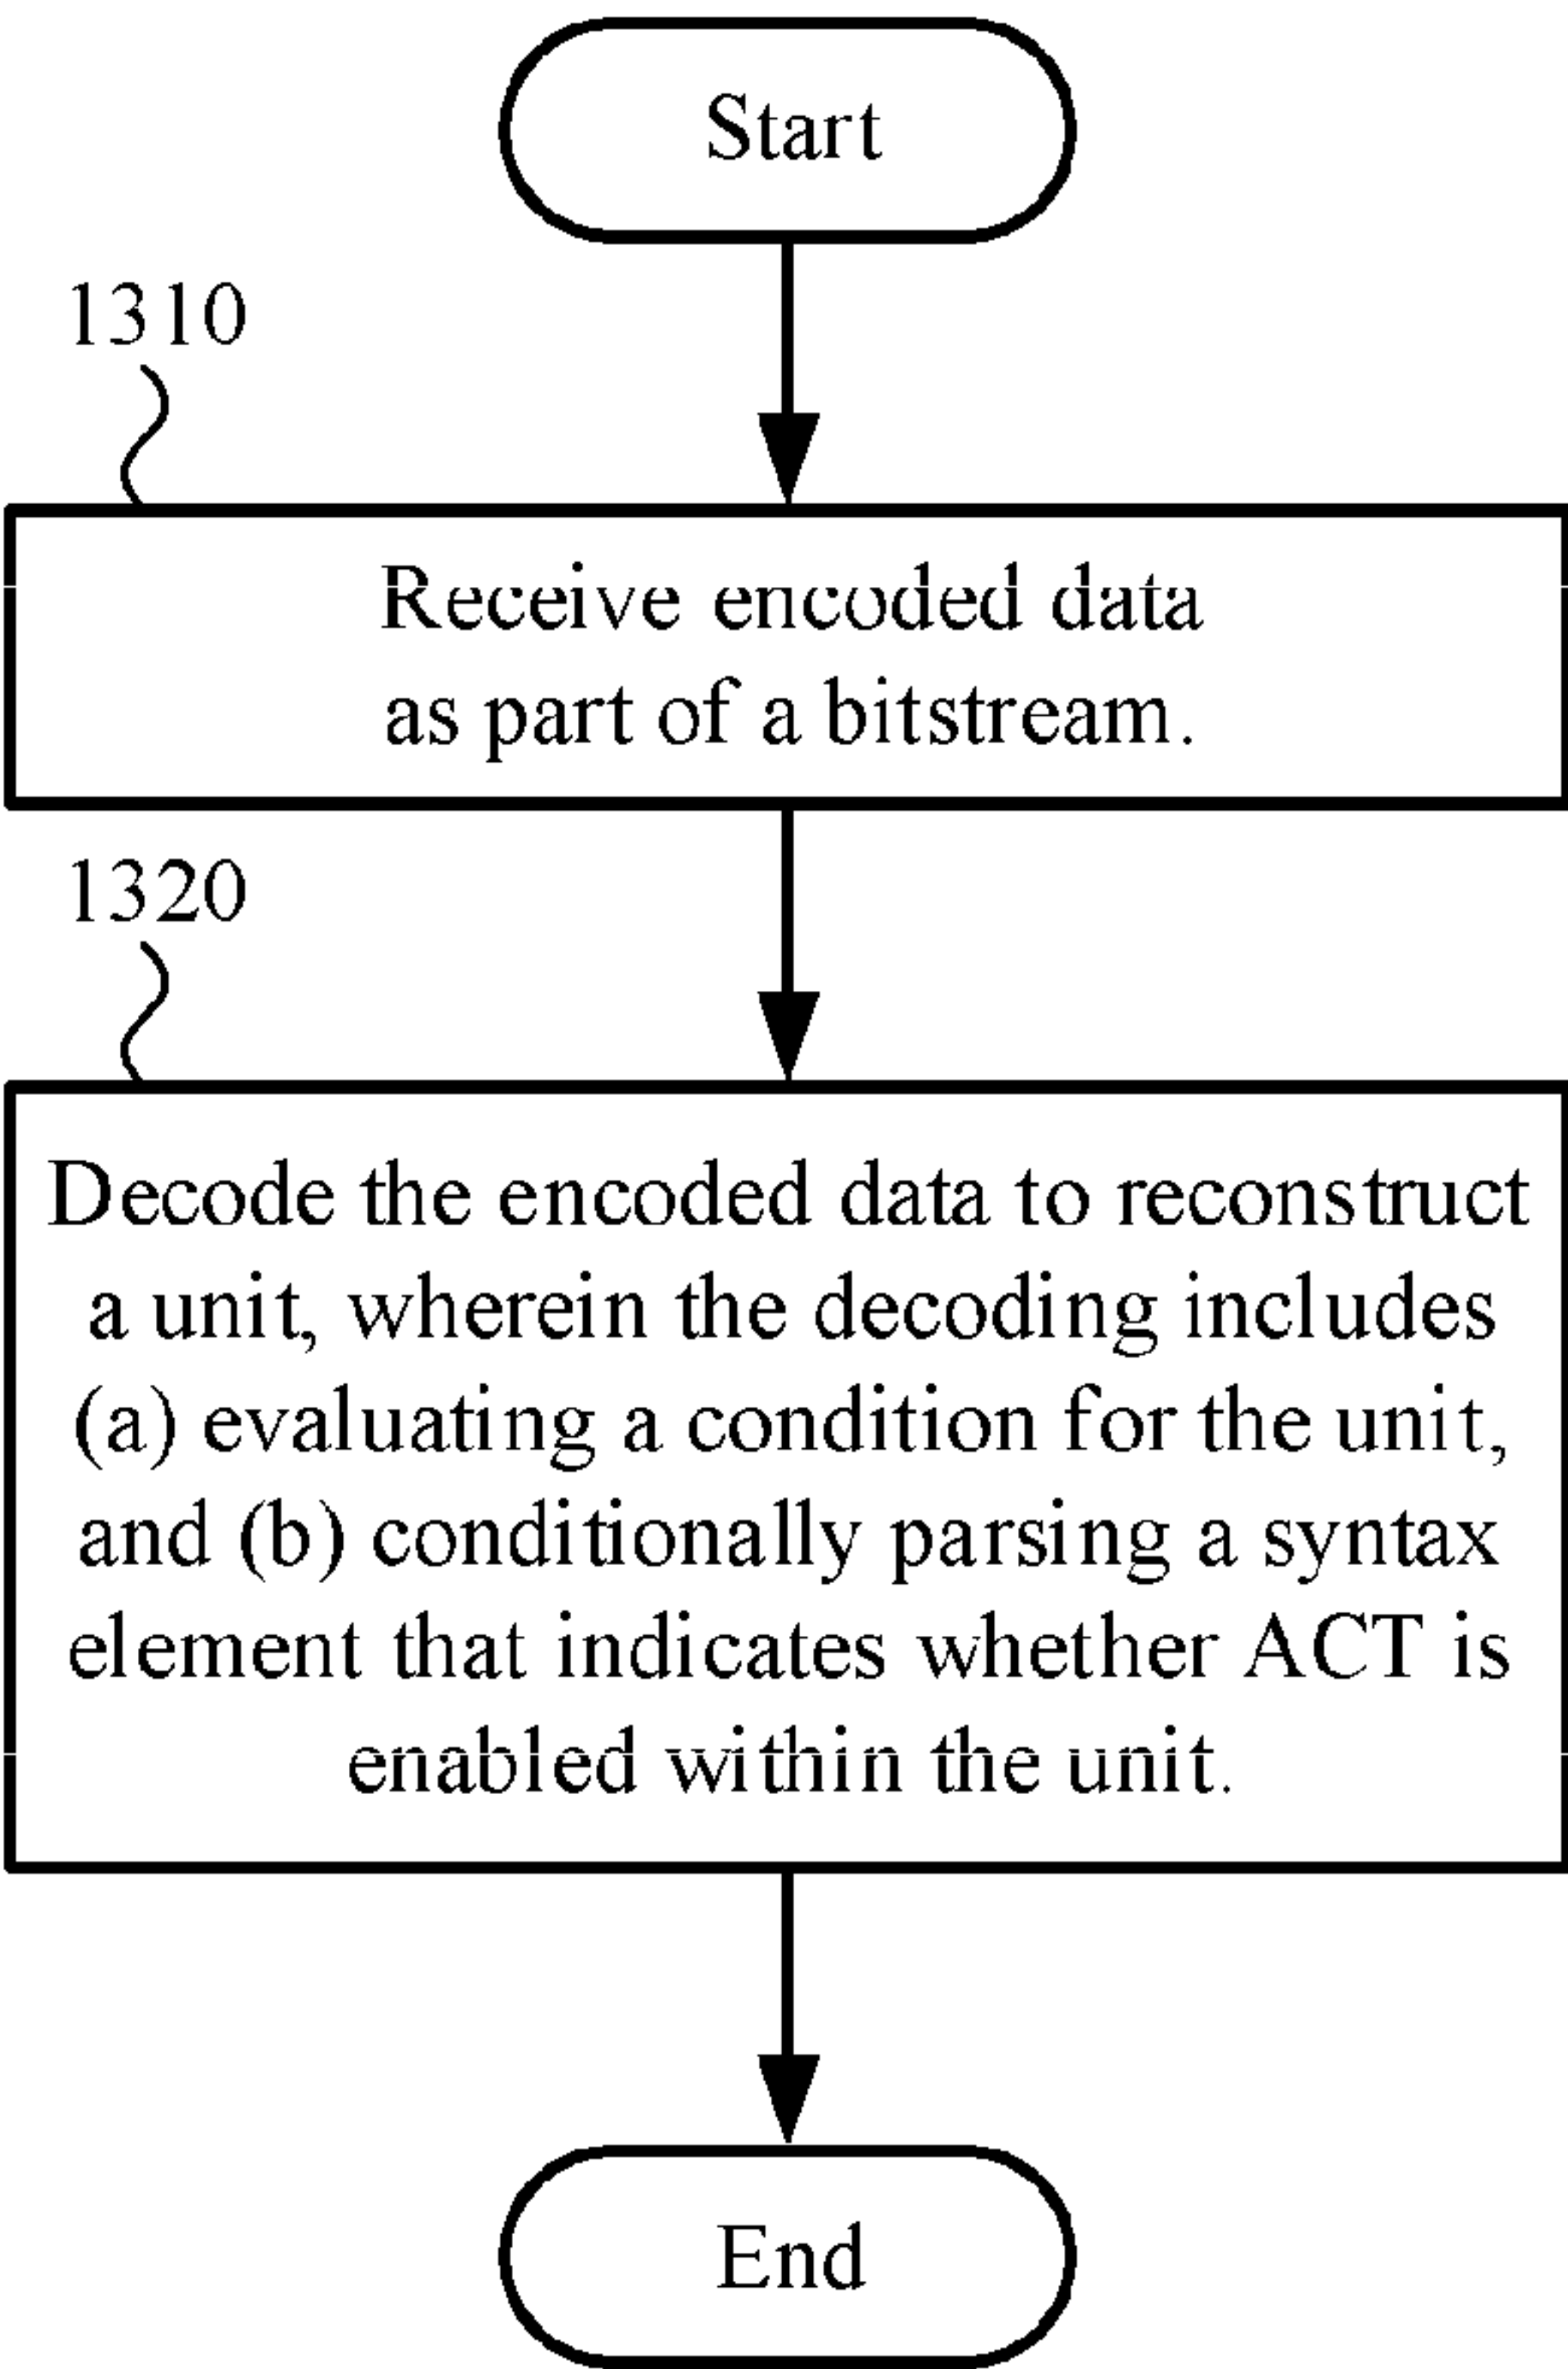 Start
1310
Receive encoded data
as part of a bitstream.
1320
Decode the encoded data to reconstruct
a unit, wherein the decoding includes
(a) evaluating a condition for the unit,
and (b) conditionally parsing a syntax
element that indicates whether ACT is
enabled within the unit.
End